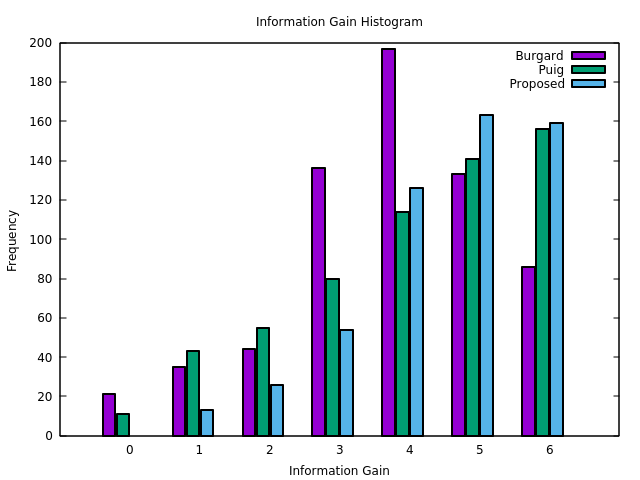 Information Gain Histogram
Burgard
Puig
Proposed
200
180
160
140
120
100
80
60
40
20
0
Frequency
0 1 2 3 4 5 6
Information Gain